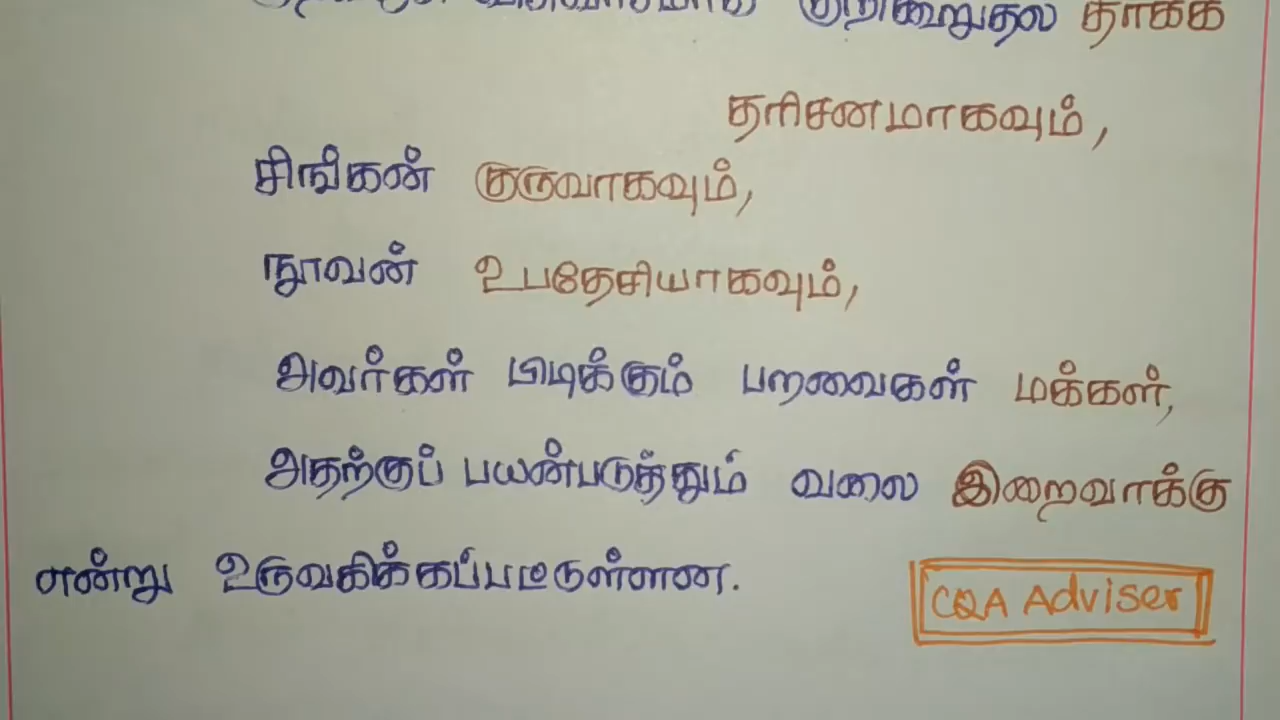 குறிகூறுதல் தாக்க
தரிசனமாகவும்,
சிங்கன் குருவாகவும்,
நூவன் உபதேசியாகவும்,
அவர்கள் பிடிக்கும் பறவைகள் மக்கள்,
அதற்குப் பயன்படுத்தும் வலை இறைவாக்கு
என்று உருவகிக்கப்பட்டுள்ளன.
CQA Adviser